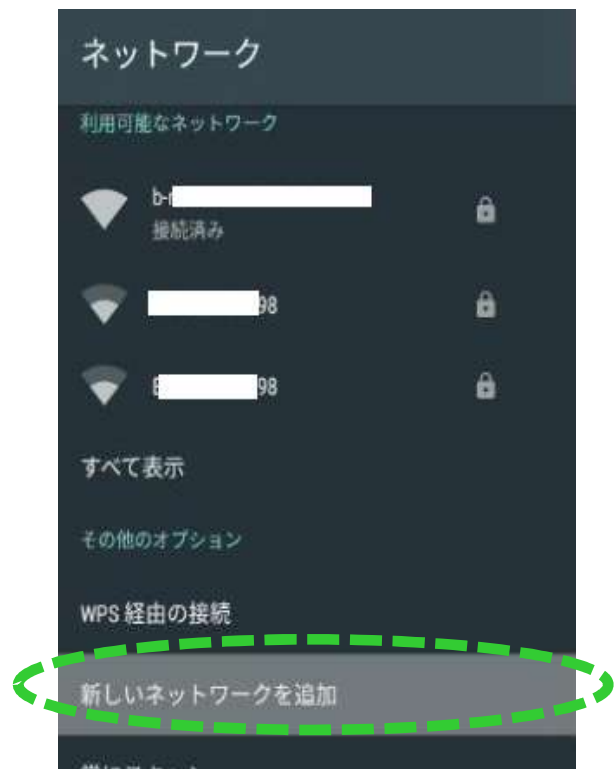 ネットワーク
利用可能なネットワーク
b-
接続済み
98
98
すべて表示
その他のオプション
WPS 経由の接続
新しいネットワークを追加